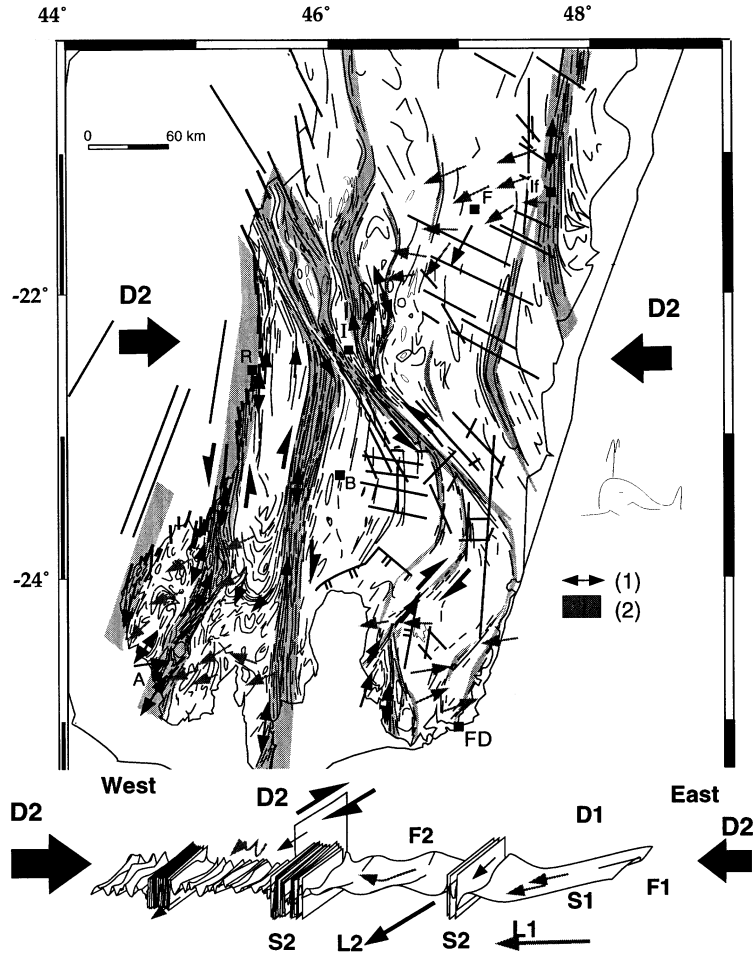 44° 46° 48°
0 60 km
F
If
-22°
D2
D2
I
R
B
-24°
(1)
(2)
A
FD
West
East
D2
D1
D2
D2
F2
F1
S1
S2
L2
S2
L1